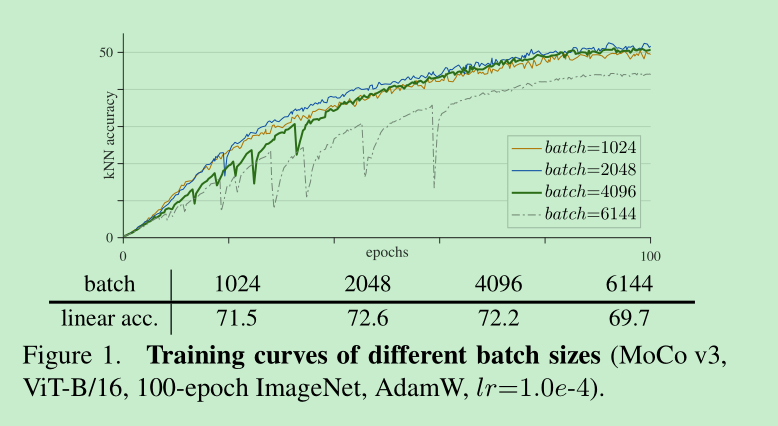 50
kNN accuracy
batch=1024
batch=2048
batch=4096
batch=6144
0
0
epochs
100
batch 1024 2048 4096 6144
linear acc. 71.5 72.6 72.2 69.7
Figure 1. Training curves of different batch sizes (MoCo v3,
ViT-B/16, 100-epoch ImageNet, AdamW, lr=1.0e-4).